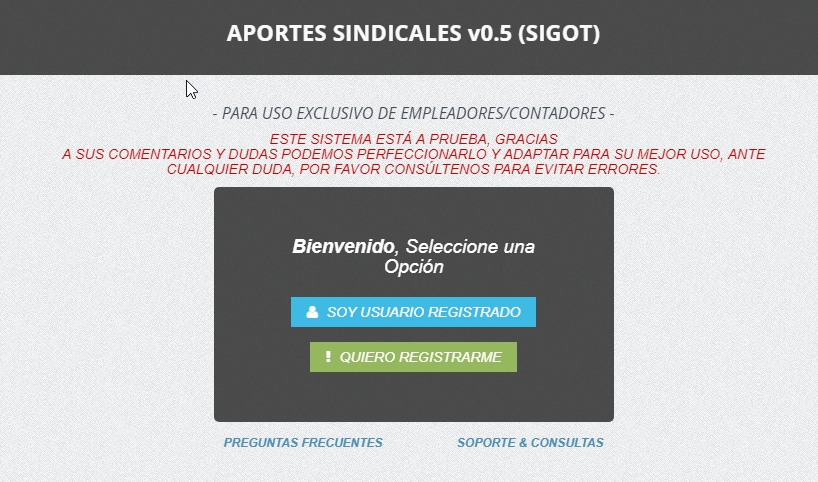 APORTES SINDICALES v0.5 (SIGOT)
- PARA USO EXCLUSIVO DE EMPLEADORES/CONTADORES -
ESTE SISTEMA ESTÁ A PRUEBA, GRACIAS
A SUS COMENTARIOS Y DUDAS PODEMOS PERFECCIONARLO Y ADAPTAR PARA SU MEJOR USO, ANTE
CUALQUIER DUDA, POR FAVOR CONSÚLTENOS PARA EVITAR ERRORES.
Bienvenido, Seleccione una
Opción
SOY USUARIO REGISTRADO
QUIERO REGISTRARME
PREGUNTAS FRECUENTES
SOPORTE & CONSULTAS